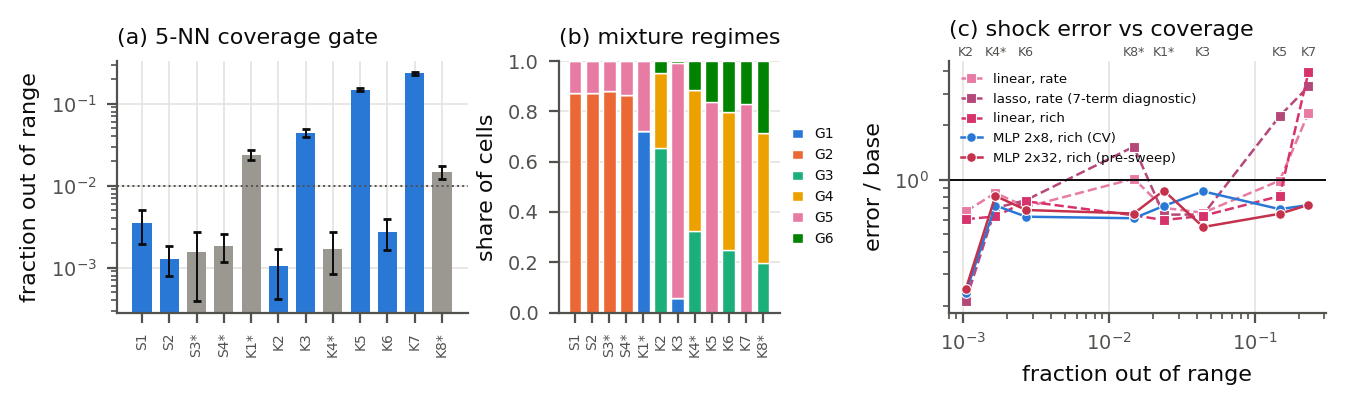 (a) 5-NN coverage gate
fraction out of range
10⁻¹
10⁻²
10⁻³
S1
S2
S3*
S4*
K1*
K2
K3
K4*
K5
K6
K7
K8*
(b) mixture regimes
share of cells
1.0
0.8
0.6
0.4
0.2
0.0
S1
S2
S3*
S4*
K1*
K2
K3
K4*
K5
K6
K7
K8*
G1
G2
G3
G4
G5
G6
(c) shock error vs coverage
K2 K4* K6 K8* K1* K3 K5 K7
linear, rate
lasso, rate (7-term diagnostic)
linear, rich
MLP 2x8, rich (CV)
MLP 2x32, rich (pre-sweep)
error / base
10⁰
10⁻³ 10⁻² 10⁻¹
fraction out of range